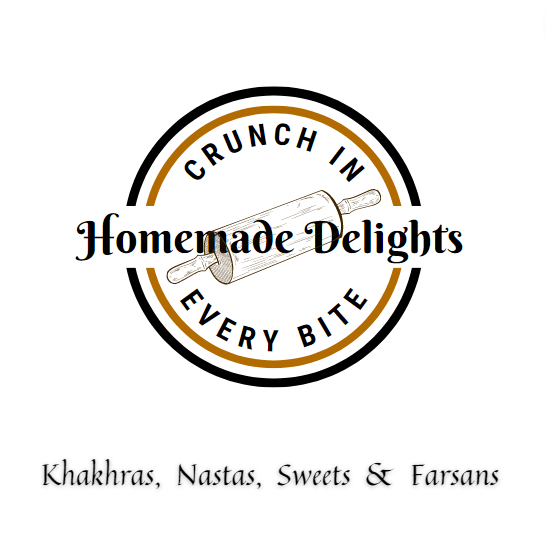 CRUNCH IN
Homemade Delights
EVERY BITE
Khakhras, Nastas, Sweets & Farsans